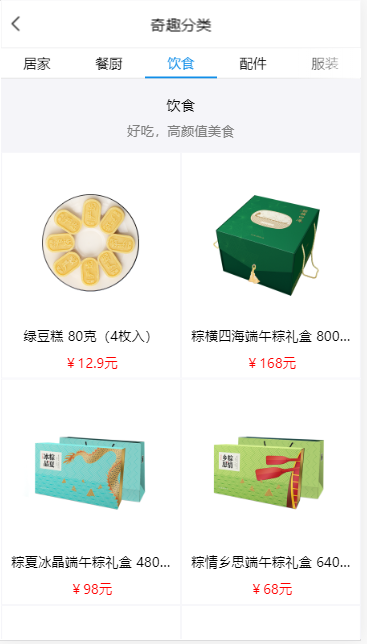 奇趣分类
居家 餐厨 饮食 配件 服装
饮食
好吃，高颜值美食
绿豆糕 80克（4枚入）
￥12.9元
粽横四海端午粽礼盒 800...
￥168元
冰粽
晶夏
乡粽
思情
粽夏冰晶端午粽礼盒 480...
￥98元
粽情乡思端午粽礼盒 640...
￥68元